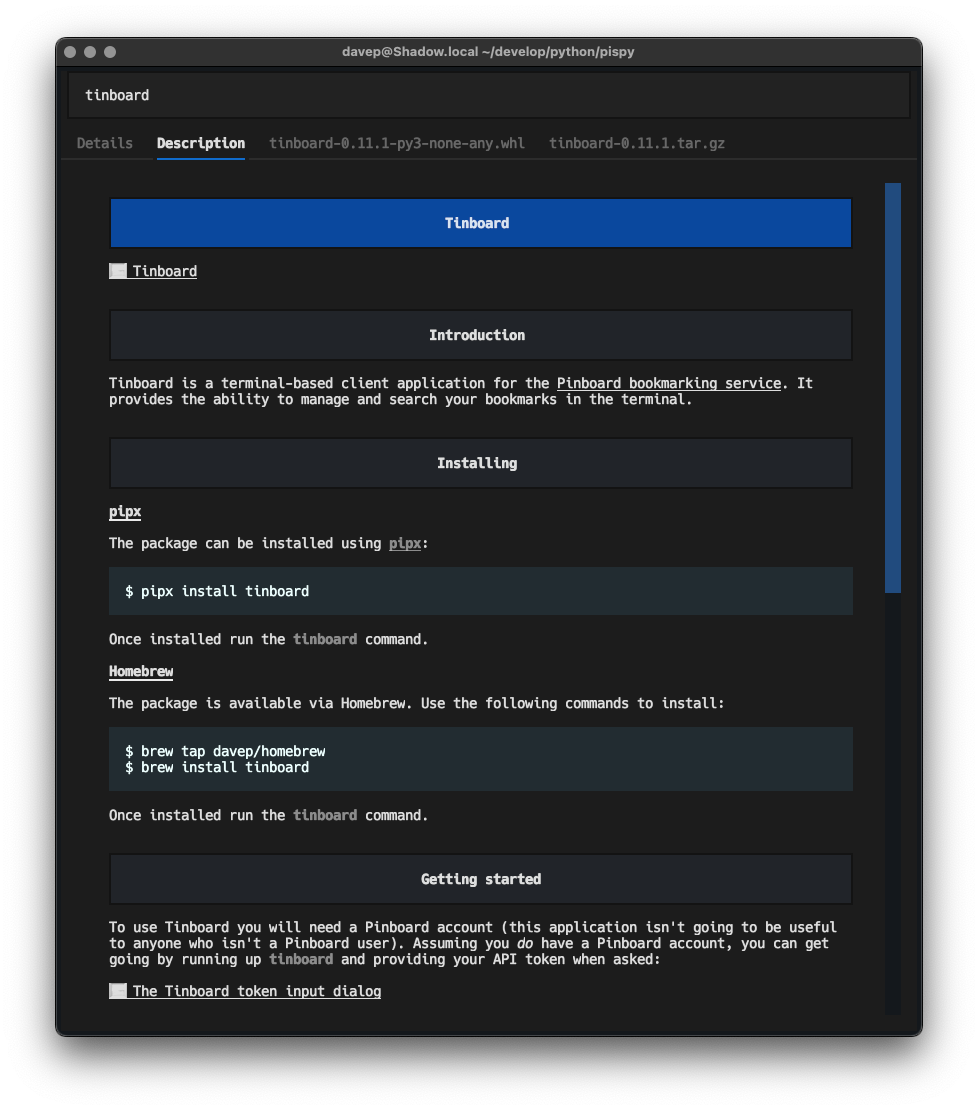 davep@Shadow.local ~/develop/python/pispy
tinboard
Details Description tinboard-0.11.1-py3-none-any.whl tinboard-0.11.1.tar.gz
Tinboard
Tinboard
Introduction
Tinboard is a terminal-based client application for the Pinboard bookmarking service. It
provides the ability to manage and search your bookmarks in the terminal.
Installing
pipx
The package can be installed using pipx:
$ pipx install tinboard
Once installed run the tinboard command.
Homebrew
The package is available via Homebrew. Use the following commands to install:
$ brew tap davep/homebrew
$ brew install tinboard
Once installed run the tinboard command.
Getting started
To use Tinboard you will need a Pinboard account (this application isn't going to be useful
to anyone who isn't a Pinboard user). Assuming you do have a Pinboard account, you can get
going by running up tinboard and providing your API token when asked:
The Tinboard token input dialog